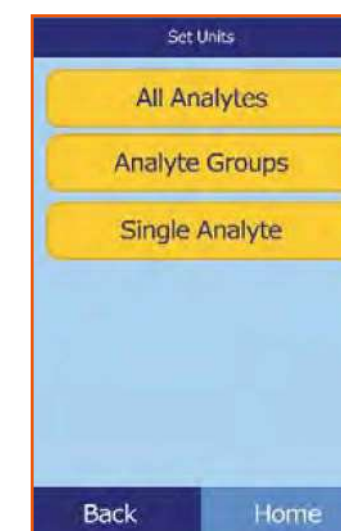 Set Units
All Analytes
Analyte Groups
Single Analyte
Back Home